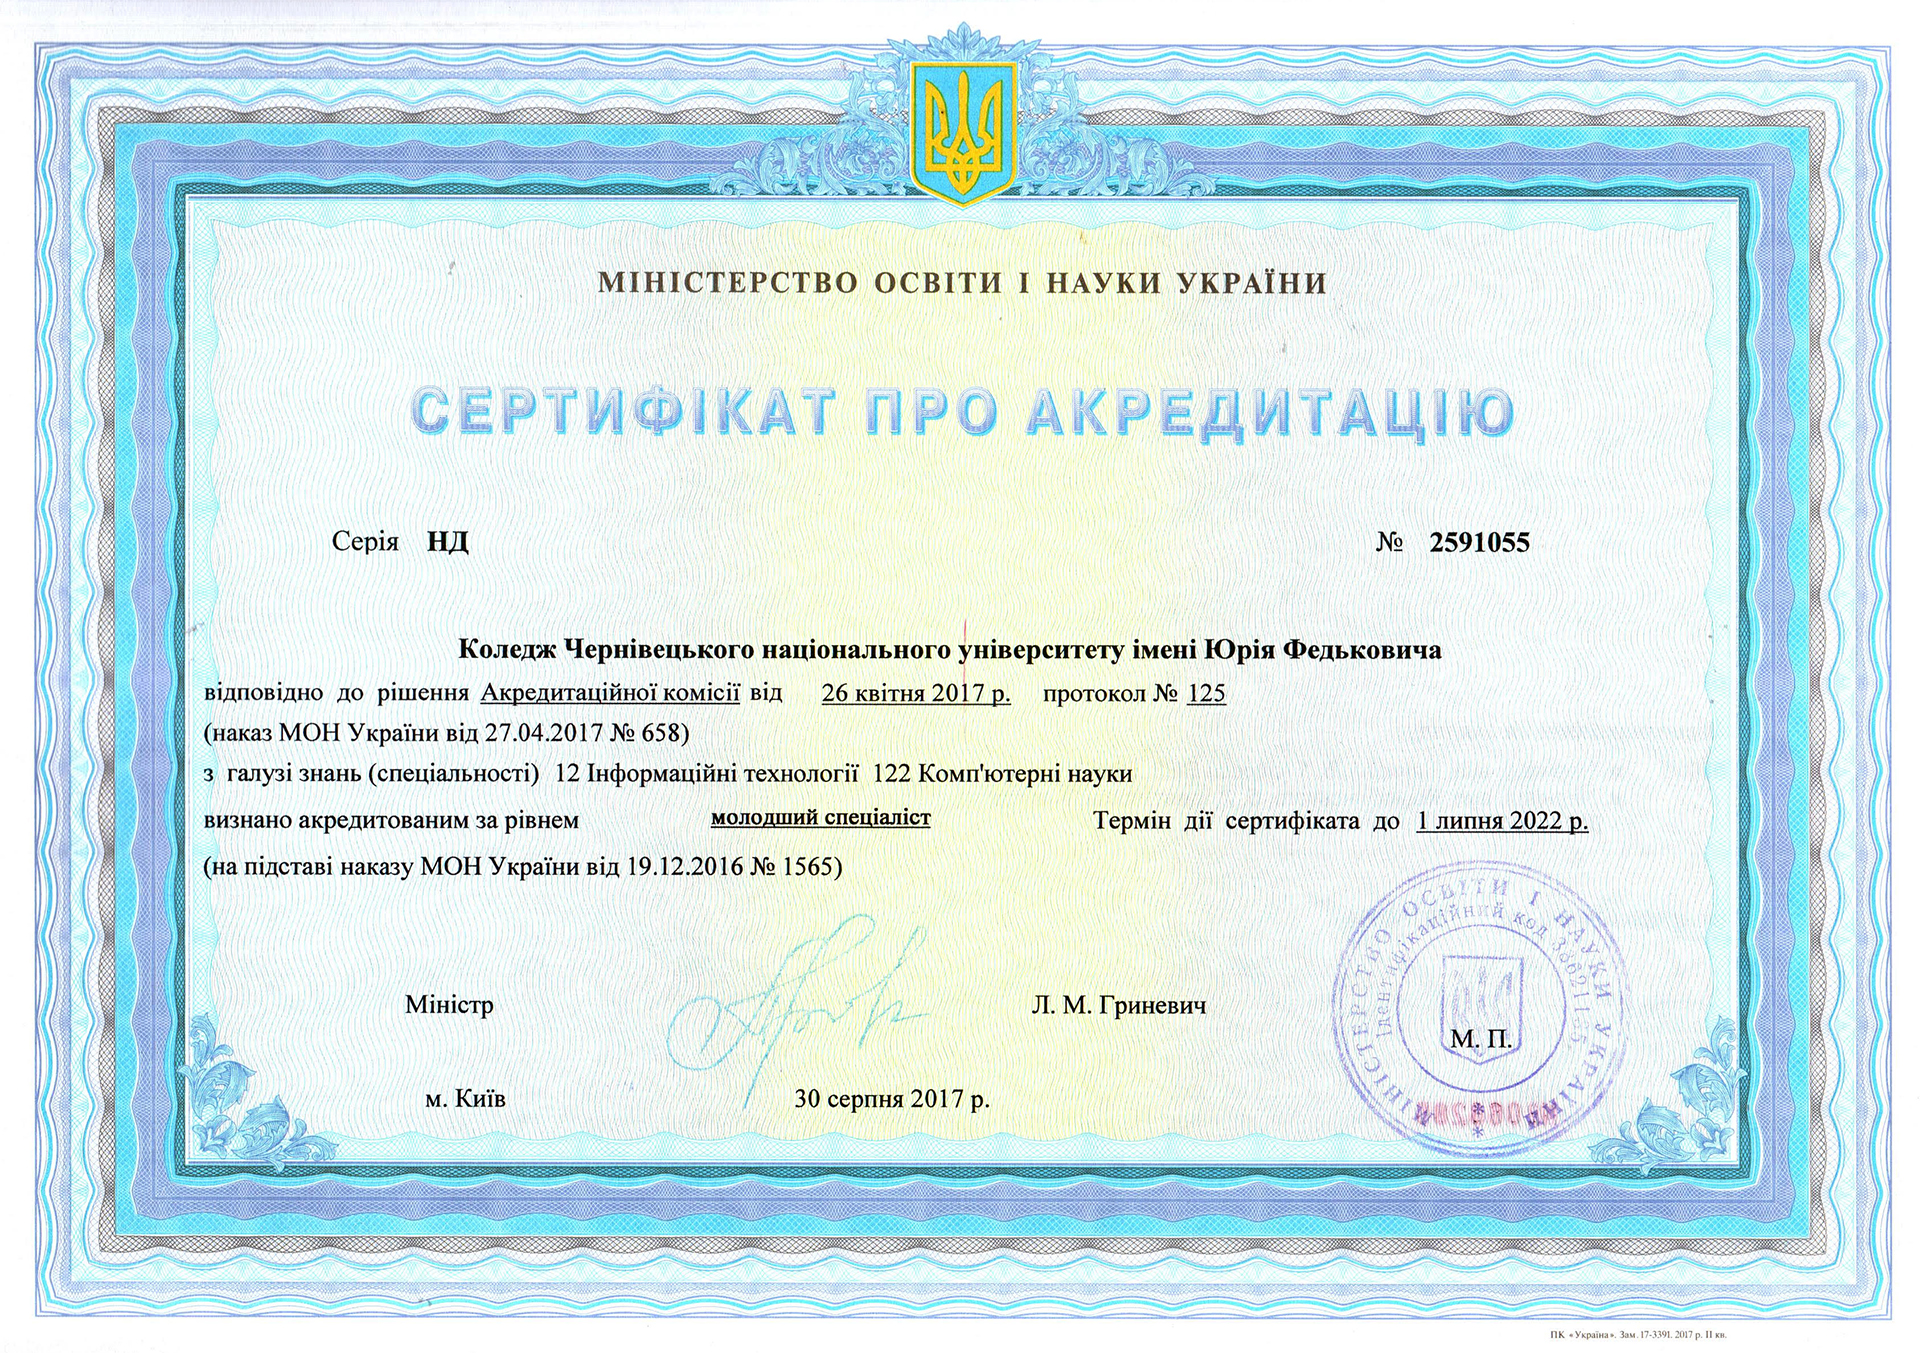 МІНІСТЕРСТВО ОСВІТИ І НАУКИ УКРАЇНИ
СЕРТИФІКАТ ПРО АКРЕДИТАЦІЮ
Серія НД № 2591055
Коледж Чернівецького національного університету імені Юрія Федьковича
відповідно до рішення Акредитаційної комісії від 26 квітня 2017 р. протокол № 125
(наказ МОН України від 27.04.2017 № 658)
з галузі знань (спеціальності) 12 Інформаційні технології 122 Комп'ютерні науки
визнано акредитованим за рівнем молодший спеціаліст Термін дії сертифіката до 1 липня 2022 р.
(на підставі наказу МОН України від 19.12.2016 № 1565)
МІНІСТЕРСТВО ОСВІТИ І НАУКИ УКРАЇНИ
Ідентифікаційний код
Міністр Л. М. Гриневич
М. П.
м. Київ 30 серпня 2017 р.
ПК «Україна». Зам. 17-3391. 2017 р. II кв.